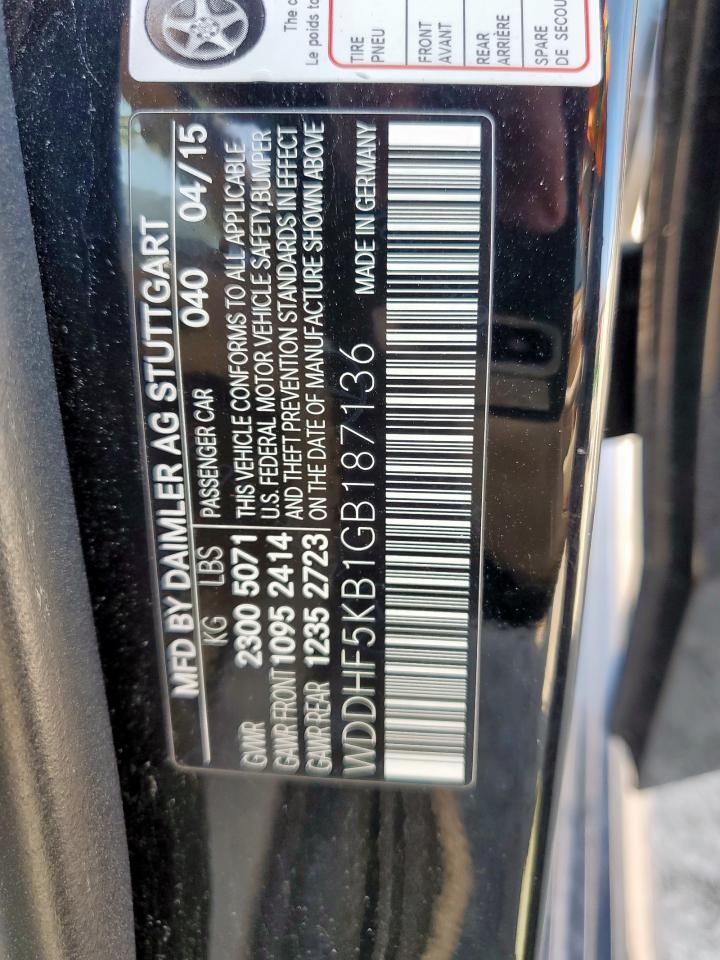 MFD BY DAIMLER AG STUTTGART
KG LBS PASSENGER CAR 040 04/15
GVWR 2300 5071 THIS VEHICLE CONFORMS TO ALL APPLICABLE
GAWR FRONT 1095 2414 U.S. FEDERAL MOTOR VEHICLE SAFETY, BUMPER
GAWR REAR 1235 2723 AND THEFT PREVENTION STANDARDS IN EFFECT
ON THE DATE OF MANUFACTURE SHOWN ABOVE
WDDHF5KB1GB187136 MADE IN GERMANY
The c
Le poids to
TIRE
PNEU
FRONT
AVANT
REAR
ARRIÈRE
SPARE
DE SECOU